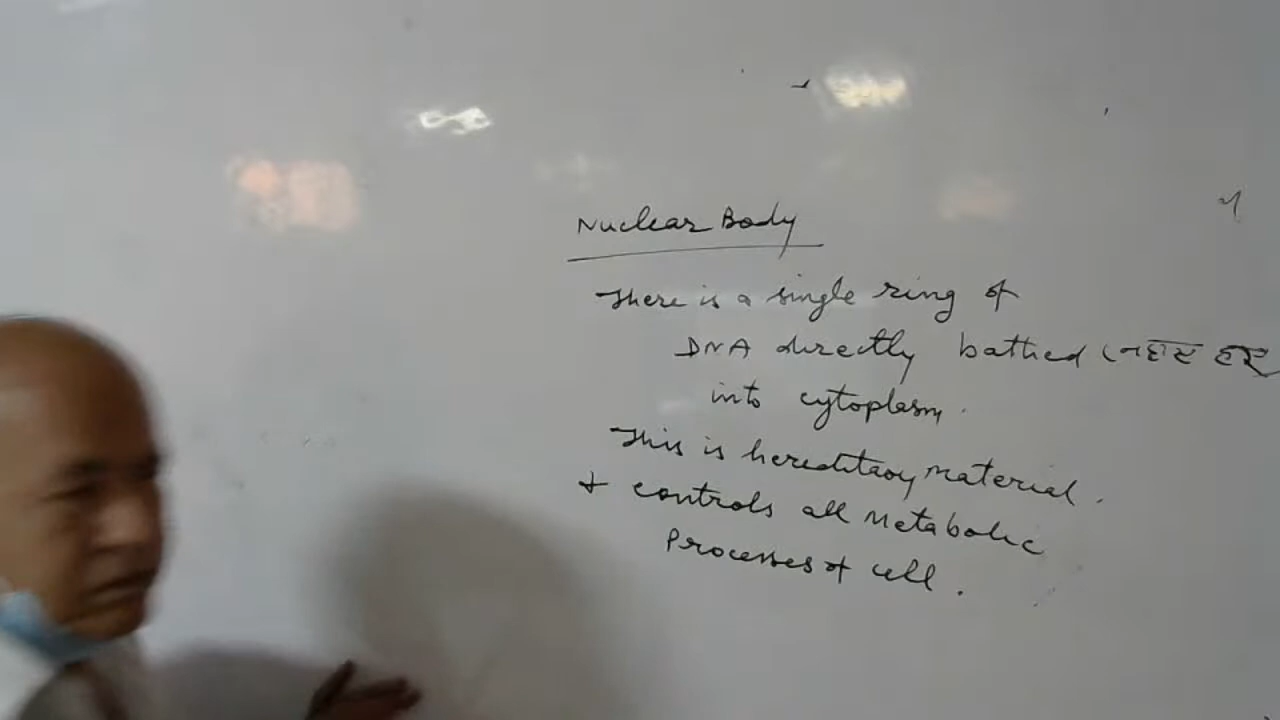 Nuclear Body
There is a single ring of
DNA directly bathed
into cytoplasm.
This is hereditary material.
+ controls all Metabolic
Processes of cell.